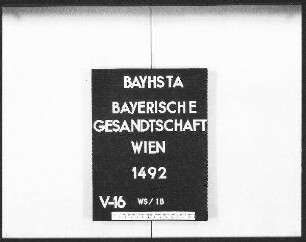 BAYHSTA
BAYERISCHE
GESANDTSCHAFT
WIEN
1492
V-16 WS/18